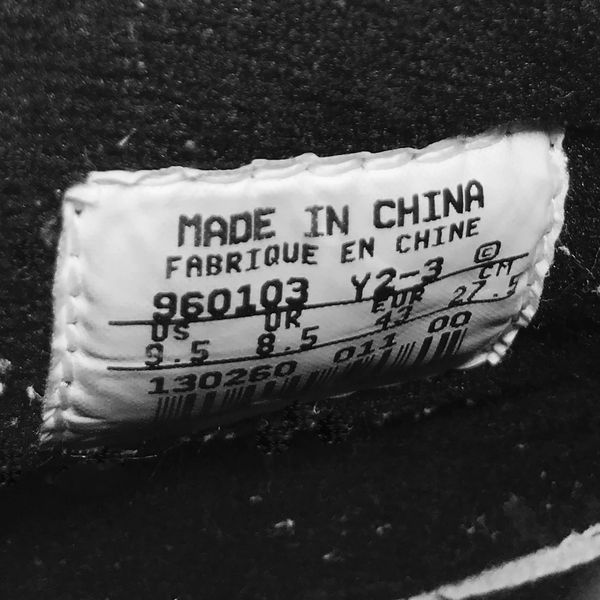 MADE IN CHINA
FABRIQUE EN CHINE
960103 Y2-3 ©
US UR EUR CM
9.5 8.5 43 27.5
130260 011 00